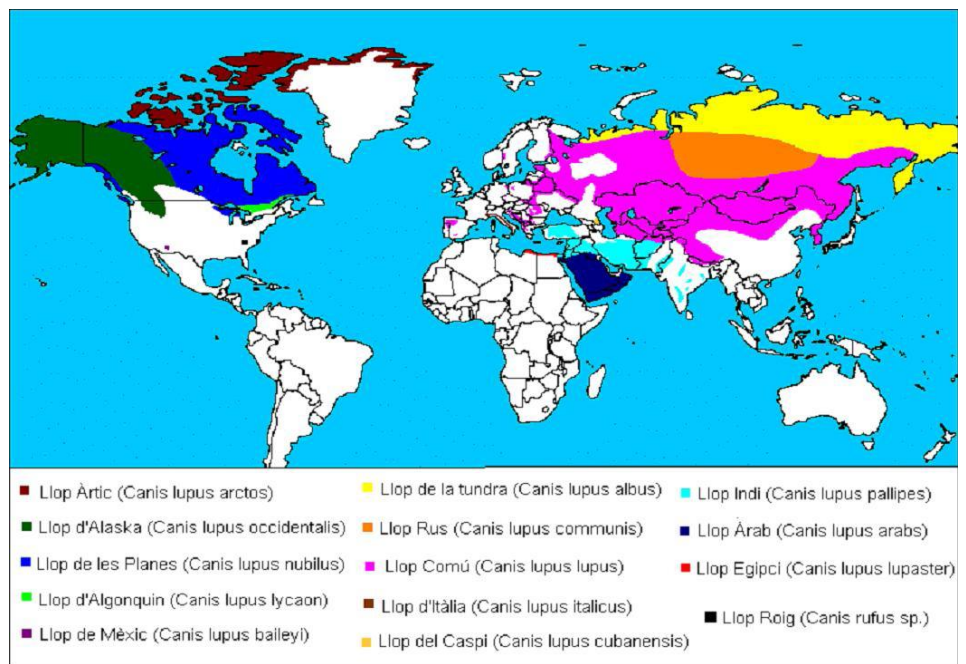 Llop Àrtic (Canis lupus arctos)
Llop d'Alaska (Canis lupus occidentalis)
Llop de les Planes (Canis lupus nubilus)
Llop d'Algonquin (Canis lupus lycaon)
Llop de Mèxic (Canis lupus baileyi)
Llop de la tundra (Canis lupus albus)
Llop Rus (Canis lupus communis)
Llop Comú (Canis lupus lupus)
Llop d'Itàlia (Canis lupus italicus)
Llop del Caspi (Canis lupus cubanensis)
Llop Indi (Canis lupus pallipes)
Llop Àrab (Canis lupus arabs)
Llop Egipci (Canis lupus lupaster)
Llop Roig (Canis rufus sp.)